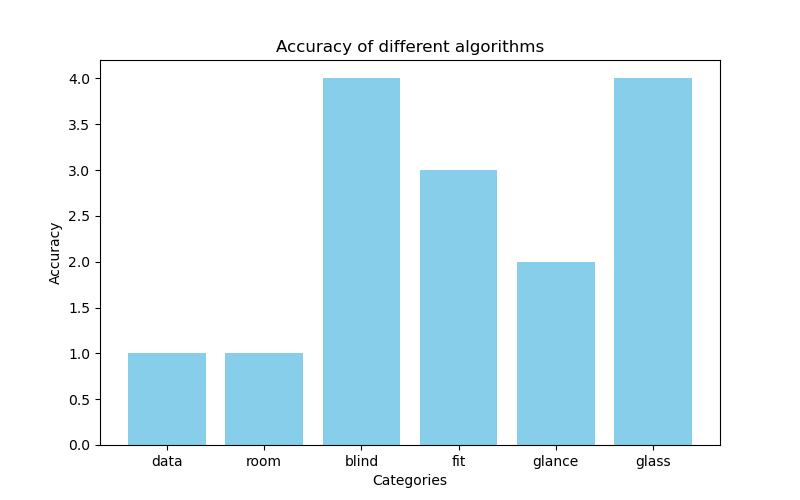 Accuracy of different algorithms
4.0
3.5
3.0
2.5
2.0
1.5
1.0
0.5
0.0
Accuracy
data room blind fit glance glass
Categories